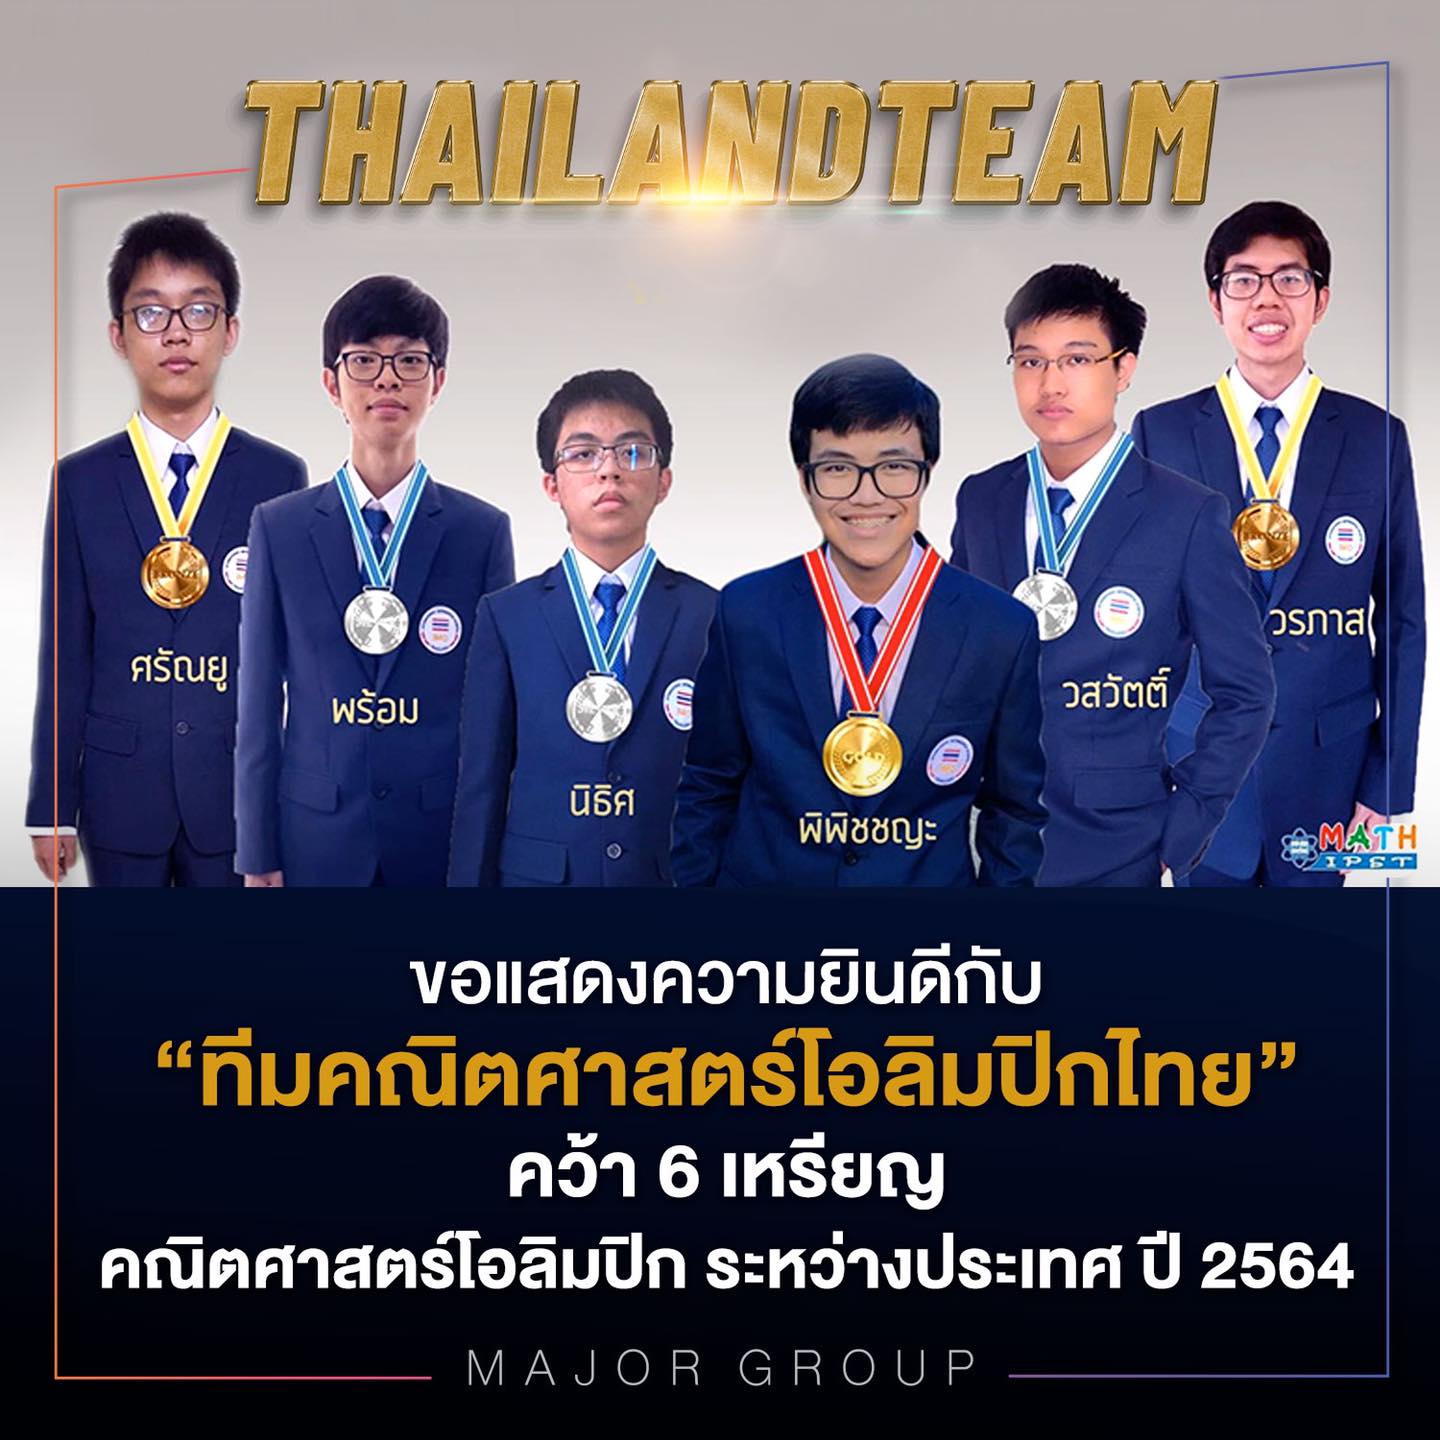 THAILANDTEAM
BRONZE
GOLD
ศรัณยู
พร้อม
นิธิศ
พิพิชชญะ
วสวัตติ์
วรภาส
IMO
MATH
IPST
ขอแสดงความยินดีกับ
“ทีมคณิตศาสตร์โอลิมปิกไทย”
คว้า 6 เหรียญ
คณิตศาสตร์โอลิมปิก ระหว่างประเทศ ปี 2564
MAJOR GROUP